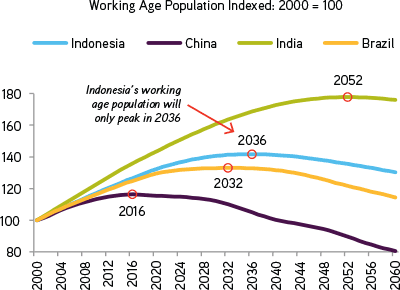 Working Age Population Indexed: 2000 = 100
Indonesia China India Brazil
2052
Indonesia's working
age population will
only peak in 2036
2036
2032
2016
180
160
140
120
100
80
2000 2004 2008 2012 2016 2020 2024 2028 2032 2036 2040 2044 2048 2052 2056 2060